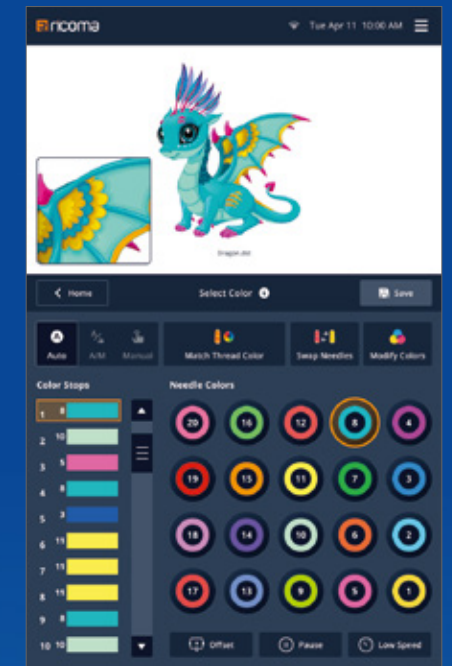 ricoma
Tue Apr 11 10:00 AM
Dragon.dst
Home
Select Color
Save
Auto
A/M
Manual
Match Thread Color
Swap Needles
Modify Colors
Color Stops
Needle Colors
1 8
2 10
3 5
4 8
5 3
6 11
7 11
8 11
9 8
10 10
20 16 12 8 4
19 15 11 7 3
18 14 10 6 2
17 13 9 5 1
Offset
Pause
Low Speed